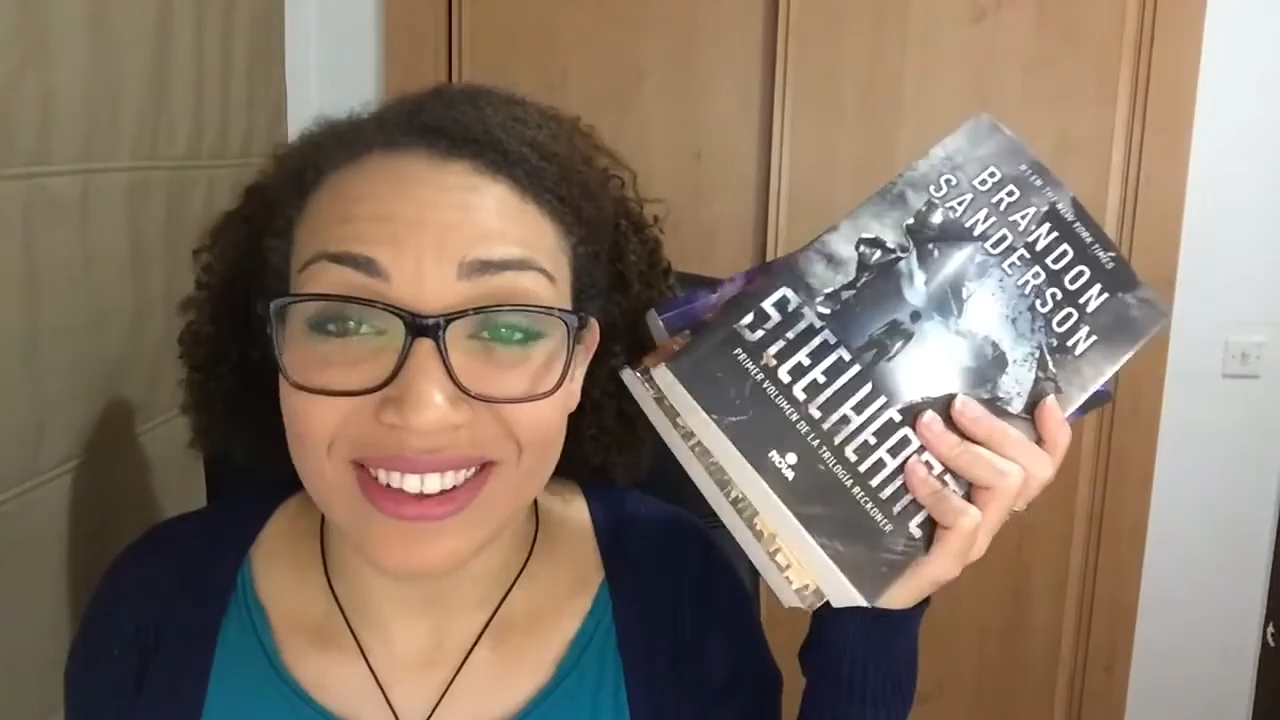 #1 EN THE NEW YORK TIMES
BRANDON
SANDERSON
STEELHEART
PRIMER VOLUMEN DE LA TRILOGÍA RECKONER
NOVA